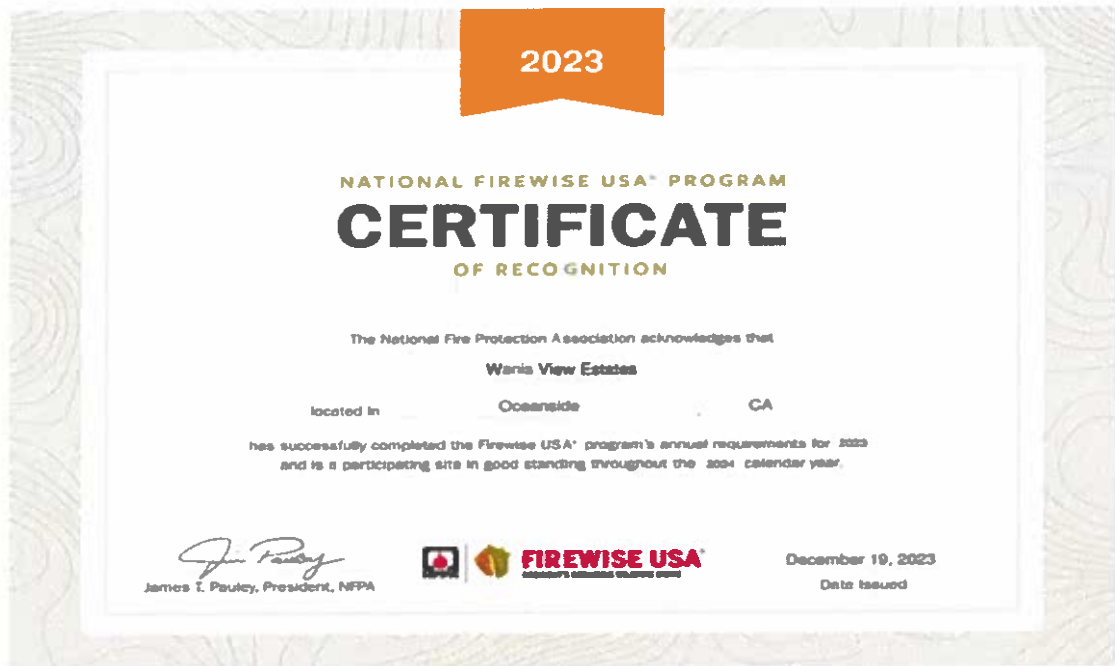 2023
NATIONAL FIREWISE USA® PROGRAM
CERTIFICATE
OF RECOGNITION
The National Fire Protection Association acknowledges that
Wanis View Estates
located in Oceanside , CA
has successfully completed the Firewise USA® program's annual requirements for 2023
and is a participating site in good standing throughout the 2024 calendar year.
James T. Pauley, President, NFPA
FIREWISE USA®
December 19, 2023
Date Issued